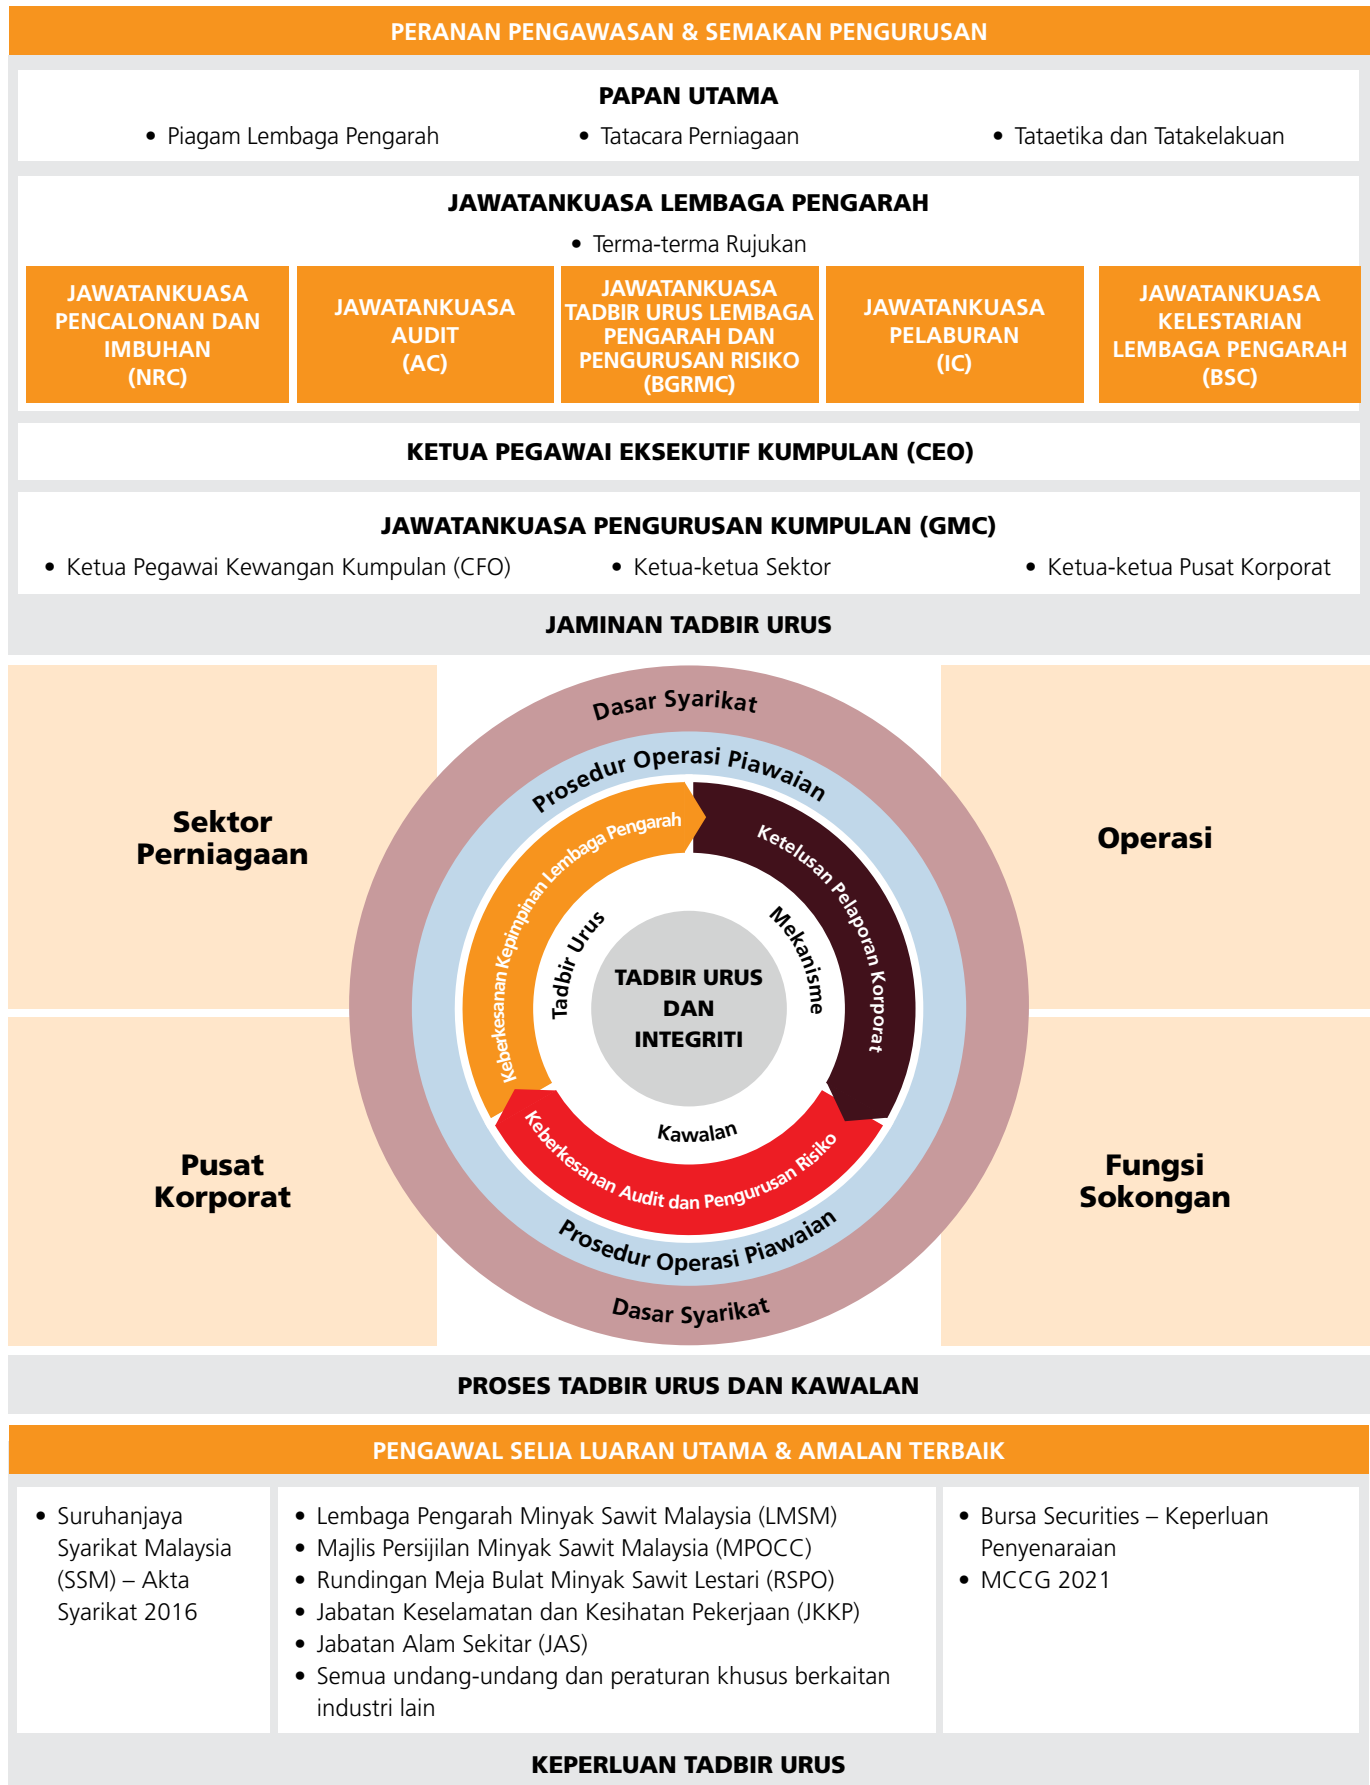 PERANAN PENGAWASAN & SEMAKAN PENGURUSAN
PAPAN UTAMA
• Piagam Lembaga Pengarah
• Tatacara Perniagaan
• Tataetika dan Tatakelakuan
JAWATANKUASA LEMBAGA PENGARAH
• Terma-terma Rujukan
JAWATANKUASA
PENCALONAN DAN
IMBUHAN
(NRC)
JAWATANKUASA
AUDIT
(AC)
JAWATANKUASA
TADBIR URUS LEMBAGA
PENGARAH DAN
PENGURUSAN RISIKO
(BGRMC)
JAWATANKUASA
PELABURAN
(IC)
JAWATANKUASA
KELESTARIAN
LEMBAGA PENGARAH
(BSC)
KETUA PEGAWAI EKSEKUTIF KUMPULAN (CEO)
JAWATANKUASA PENGURUSAN KUMPULAN (GMC)
• Ketua Pegawai Kewangan Kumpulan (CFO)
• Ketua-ketua Sektor
• Ketua-ketua Pusat Korporat
JAMINAN TADBIR URUS
Sektor
Perniagaan
Operasi
Pusat
Korporat
Fungsi
Sokongan
Dasar Syarikat
Prosedur Operasi Piawaian
Keberkesanan Kepimpinan Lembaga Pengarah
Ketelusan Pelaporan Korporat
Tadbir Urus
Mekanisme
TADBIR URUS
DAN
INTEGRITI
Kawalan
Keberkesanan Audit dan Pengurusan Risiko
Prosedur Operasi Piawaian
Dasar Syarikat
PROSES TADBIR URUS DAN KAWALAN
PENGAWAL SELIA LUARAN UTAMA & AMALAN TERBAIK
• Suruhanjaya
Syarikat Malaysia
(SSM) – Akta
Syarikat 2016
• Lembaga Pengarah Minyak Sawit Malaysia (LMSM)
• Majlis Persijilan Minyak Sawit Malaysia (MPOCC)
• Rundingan Meja Bulat Minyak Sawit Lestari (RSPO)
• Jabatan Keselamatan dan Kesihatan Pekerjaan (JKKP)
• Jabatan Alam Sekitar (JAS)
• Semua undang-undang dan peraturan khusus berkaitan
industri lain
• Bursa Securities – Keperluan
Penyenaraian
• MCCG 2021
KEPERLUAN TADBIR URUS